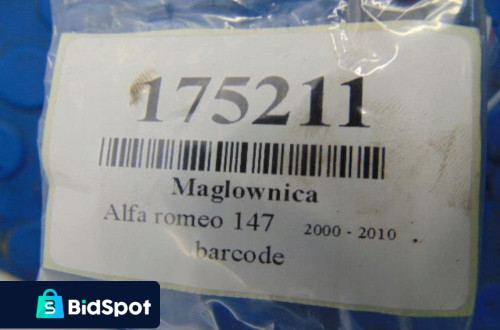 175211
Maglownica
Alfa romeo 147 2000 - 2010
barcode
BidSpot